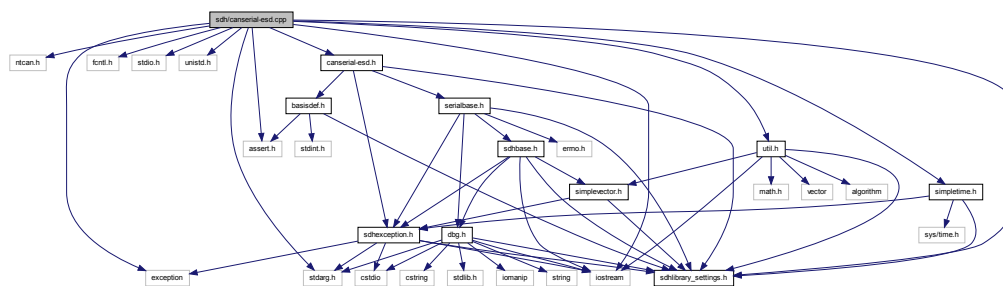 sdh/canserial-esd.cpp
ntcan.h
fcntl.h
stdio.h
unistd.h
canserial-esd.h
basisdef.h
serialbase.h
assert.h
stdint.h
sdhbase.h
errno.h
util.h
simplevector.h
math.h
vector
algorithm
simpletime.h
sdhexception.h
dbg.h
sys/time.h
exception
stdarg.h
cstdio
cstring
stdlib.h
iomanip
string
iostream
sdhlibrary_settings.h